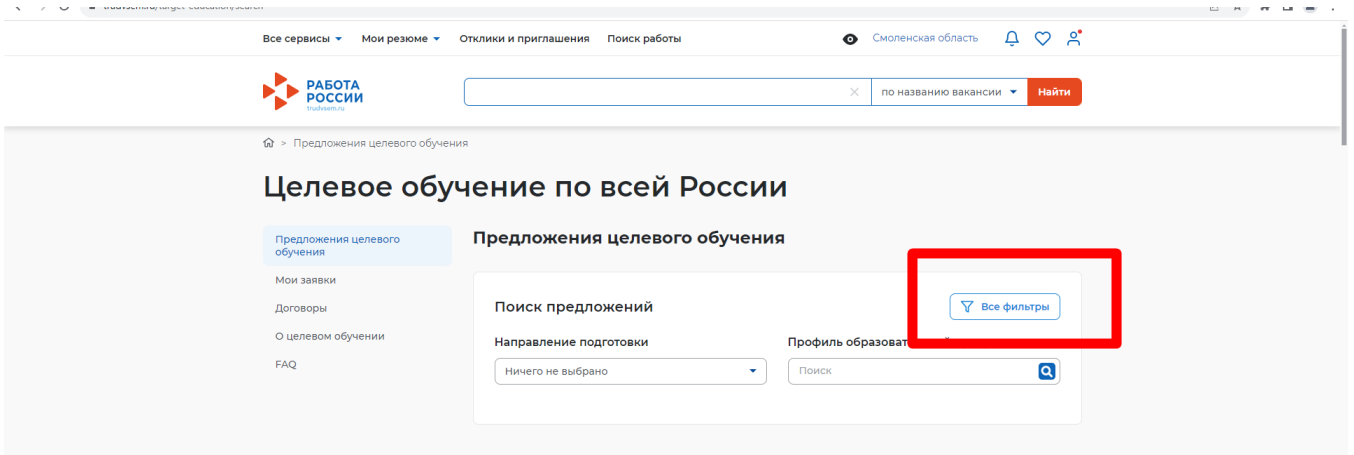 Все сервисы Мои резюме Отклики и приглашения Поиск работы Смоленская область
РАБОТА
РОССИИ
trudvsem.ru
по названию вакансии Найти
> Предложения целевого обучения
Целевое обучение по всей России
Предложения целевого
обучения
Мои заявки
Договоры
О целевом обучении
FAQ
Предложения целевого обучения
Поиск предложений Все фильтры
Направление подготовки Профиль образоват
Ничего не выбрано Поиск